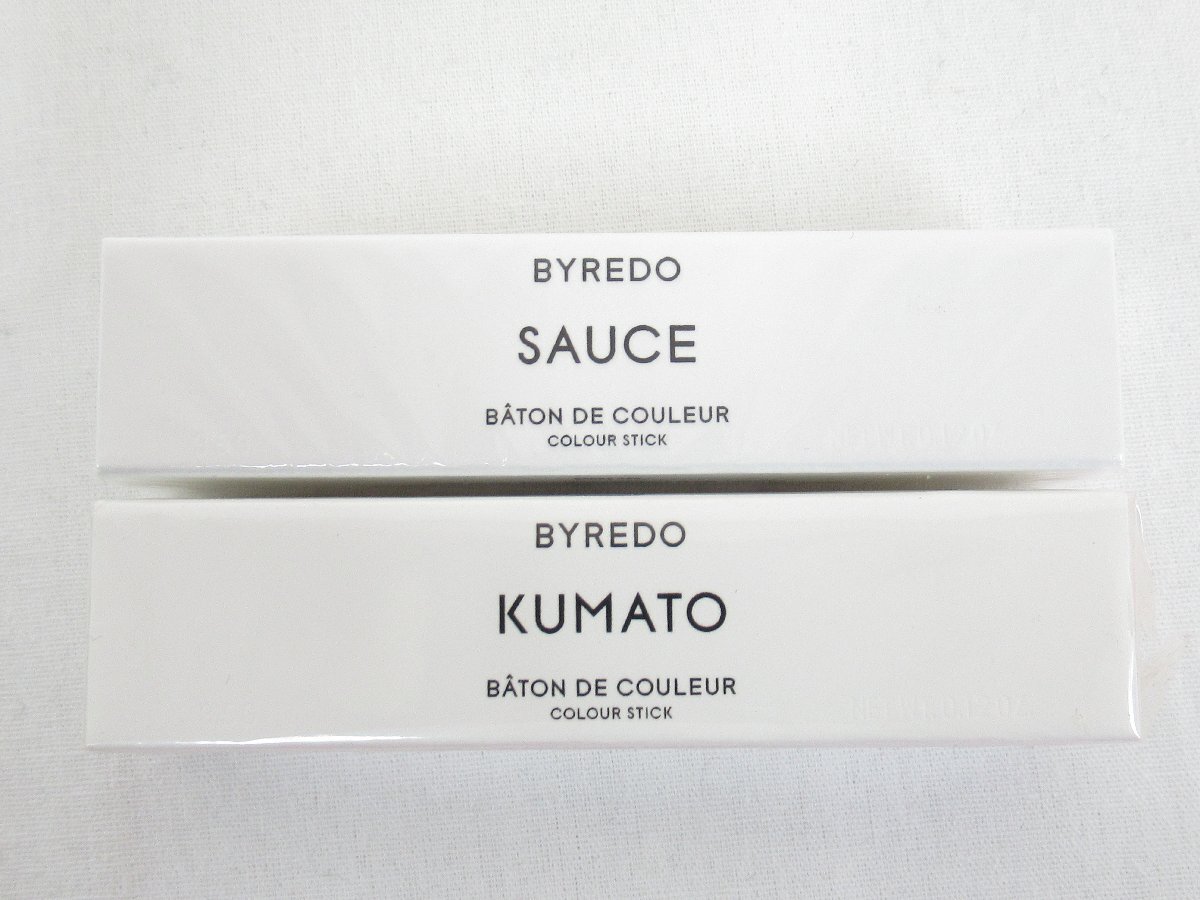 BYREDO
SAUCE
BÂTON DE COULEUR
COLOUR STICK
BYREDO
KUMATO
BÂTON DE COULEUR
COLOUR STICK